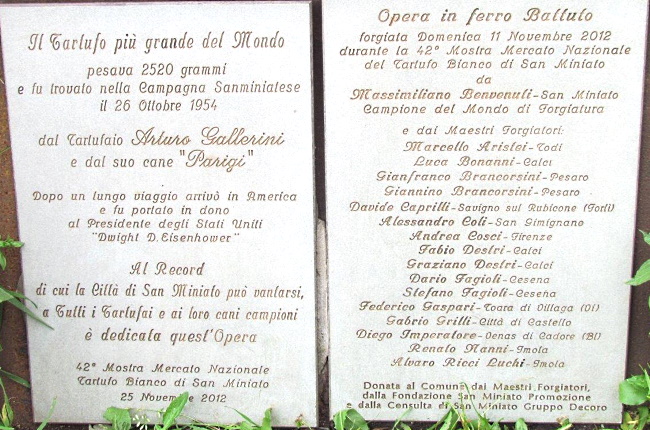 Il Tartufo più grande del Mondo
pesava 2520 grammi
e fu trovato nella Campagna Sanminiatese
il 26 Ottobre 1954
dal Tartufaio Arturo Gallerini
e dal suo cane "Parigi"
Dopo un lungo viaggio arrivò in America
e fu portato in dono
al Presidente degli Stati Uniti
"Dwight D. Eisenhower"
Al Record
di cui la Città di San Miniato può vantarsi,
a Tutti i Tartufai e ai loro cani campioni
è dedicata quest'Opera
42ª Mostra Mercato Nazionale
Tartufo Bianco di San Miniato
25 Novembre 2012
Opera in ferro Battuto
forgiata Domenica 11 Novembre 2012
durante la 42ª Mostra Mercato Nazionale
del Tartufo Bianco di San Miniato
da
Massimiliano Benvenuti-San Miniato
Campione del Mondo di Forgiatura
e dai Maestri Forgiatori:
Marcello Aristei-Todi
Luca Bonanni-Calci
Gianfranco Brancorsini-Pesaro
Giannino Brancorsini-Pesaro
Davide Caprilli-Savigno sul Rubicone (Forlì)
Alessandro Coli-San Gimignano
Andrea Cosci-Firenze
Fabio Destri-Calci
Graziano Destri-Calci
Dario Fagioli-Cesena
Stefano Fagioli-Cesena
Federico Gaspari-Toara di Villaga (VI)
Gabrio Grilli-Città di Castello
Diego Imperatore-Venas di Cadore (Bl)
Renato Nanni-Imola
Alvaro Ricci Luchi-Imola
Donata al Comune dai Maestri Forgiatori,
dalla Fondazione San Miniato Promozione
e dalla Consulta di San Miniato Gruppo Decoro